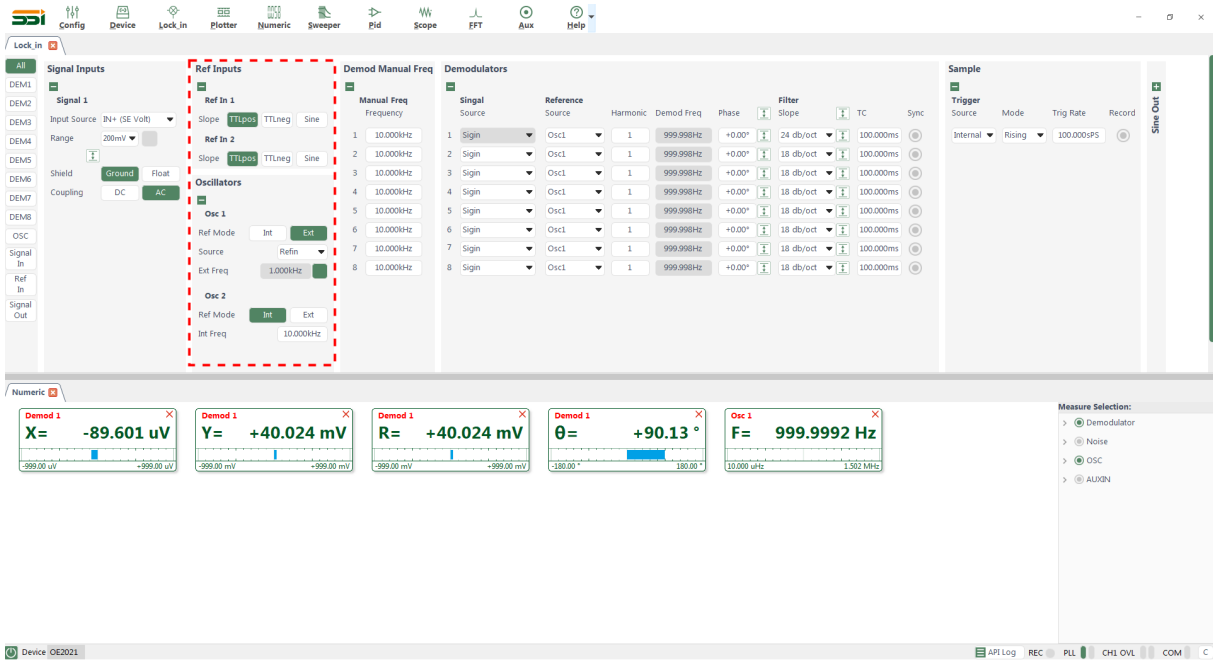 SSI Config Device Lock_in Plotter Numeric Sweeper Pid Scope FFT Aux Help
Lock_in
All
DEM1
DEM2
DEM3
DEM4
DEM5
DEM6
DEM7
DEM8
OSC
Signal
In
Ref
In
Signal
Out
Signal Inputs
Signal 1
Input Source IN+ (SE Volt)
Range 200mV
Shield Ground Float
Coupling DC AC
Ref Inputs
Ref In 1
Slope TTLpos TTLneg Sine
Ref In 2
Slope TTLpos TTLneg Sine
Oscillators
Osc 1
Ref Mode Int Ext
Source Refin
Ext Freq 1.000kHz
Osc 2
Ref Mode Int Ext
Int Freq 10.000kHz
Demod Manual Freq
Manual Freq
Frequency
1 10.000kHz
2 10.000kHz
3 10.000kHz
4 10.000kHz
5 10.000kHz
6 10.000kHz
7 10.000kHz
8 10.000kHz
Demodulators
Singal Reference Filter
Source Source Harmonic Demod Freq Phase Slope TC Sync
1 Sigin Osc1 1 999.998Hz +0.00° 24 db/oct 100.000ms
2 Sigin Osc1 1 999.998Hz +0.00° 18 db/oct 100.000ms
3 Sigin Osc1 1 999.998Hz +0.00° 18 db/oct 100.000ms
4 Sigin Osc1 1 999.998Hz +0.00° 18 db/oct 100.000ms
5 Sigin Osc1 1 999.998Hz +0.00° 18 db/oct 100.000ms
6 Sigin Osc1 1 999.998Hz +0.00° 18 db/oct 100.000ms
7 Sigin Osc1 1 999.998Hz +0.00° 18 db/oct 100.000ms
8 Sigin Osc1 1 999.998Hz +0.00° 18 db/oct 100.000ms
Sample
Trigger
Source Mode Trig Rate Record
Internal Rising 100.000sPS
Sine Out
Numeric
Demod 1
X= -89.601 uV
-999.00 uV +999.00 uV
Demod 1
Y= +40.024 mV
-999.00 mV +999.00 mV
Demod 1
R= +40.024 mV
-999.00 mV +999.00 mV
Demod 1
θ= +90.13 °
-180.00 ° 180.00 °
Osc 1
F= 999.9992 Hz
10.000 uHz 1.502 MHz
Measure Selection:
Demodulator
Noise
OSC
AUXIN
Device OE2021
API Log REC PLL CH1 OVL COM C